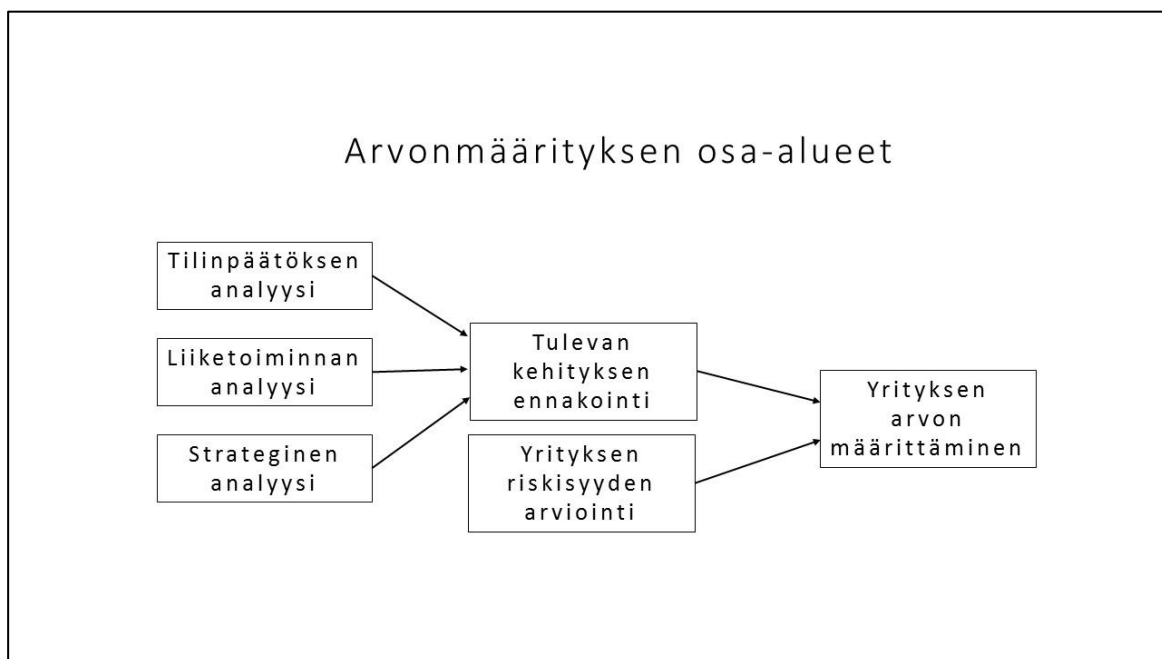 Arvonmäärityksen osa-alueet
Tilinpäätöksen
analyysi
Liiketoiminnan
analyysi
Strateginen
analyysi
Tulevan
kehityksen
ennakointi
Yrityksen
riskisyyden
arviointi
Yrityksen
arvon
määrittäminen